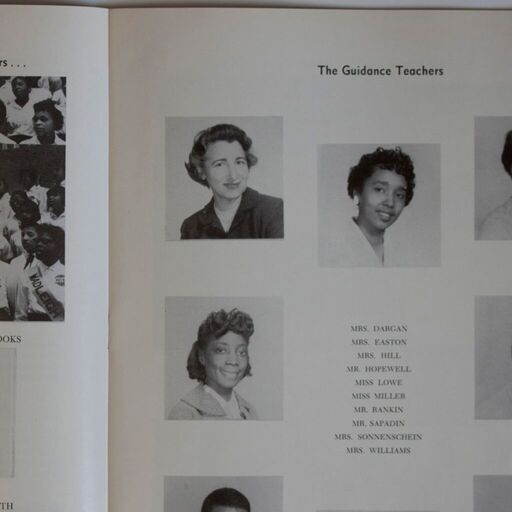 rs . . .
The Guidance Teachers
OOKS
MRS. DARGAN
MRS. EASTON
MRS. HILL
MR. HOPEWELL
MISS LOWE
MISS MILLER
MR. RANKIN
MR. SAPADIN
MRS. SONNENSCHEIN
MRS. WILLIAMS
TH